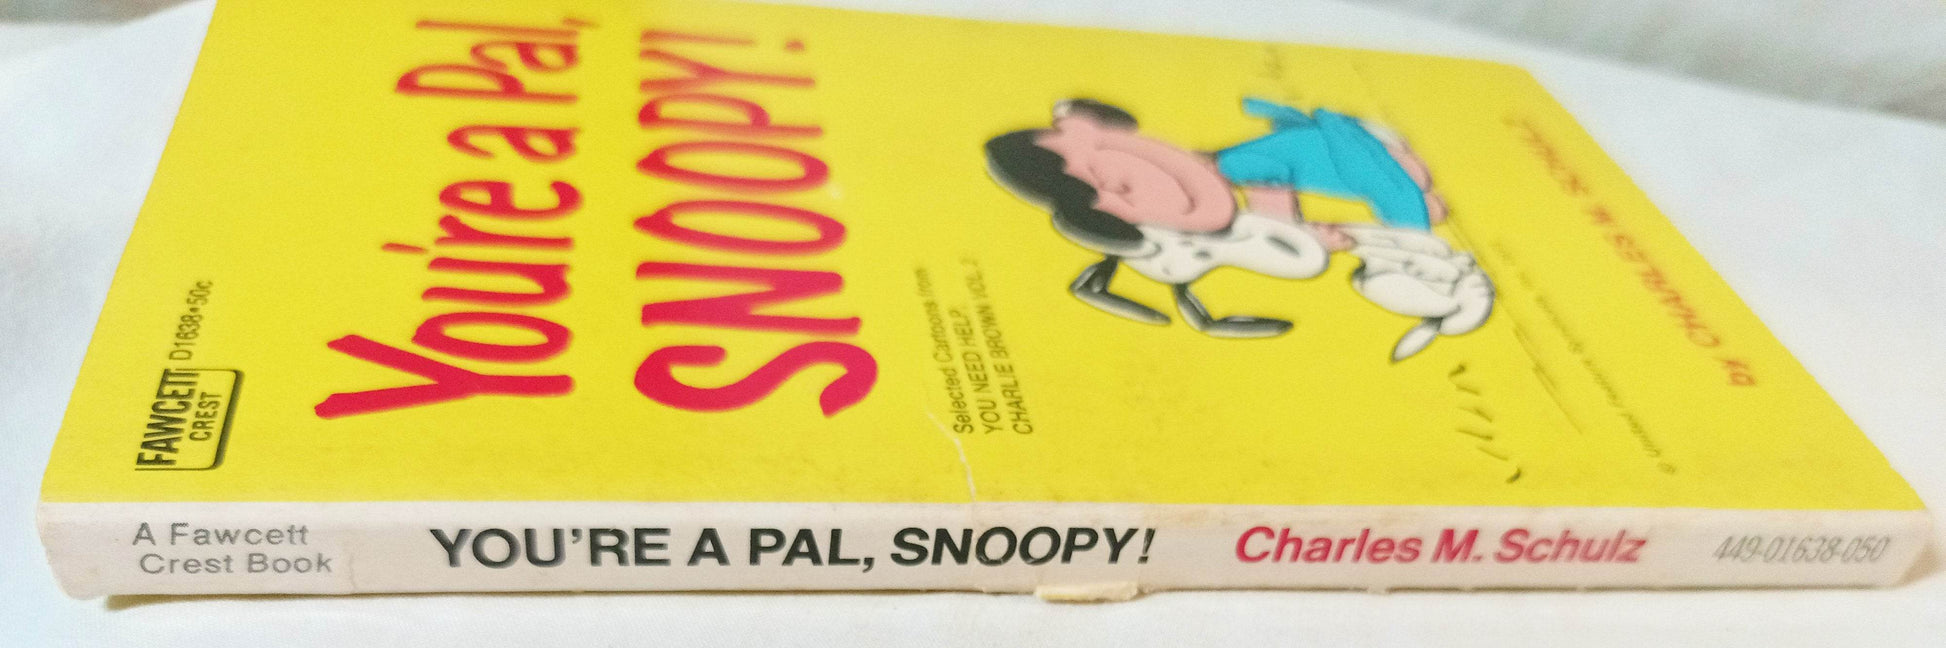 FAWCETT
CREST
D1638•50c
You're a Pal,
SNOOPY!
Selected Cartoons from
YOU NEED HELP,
CHARLIE BROWN VOL. 2
by CHARLES M. SCHULZ
A Fawcett
Crest Book
YOU'RE A PAL, SNOOPY!
Charles M. Schulz
449-01638-050